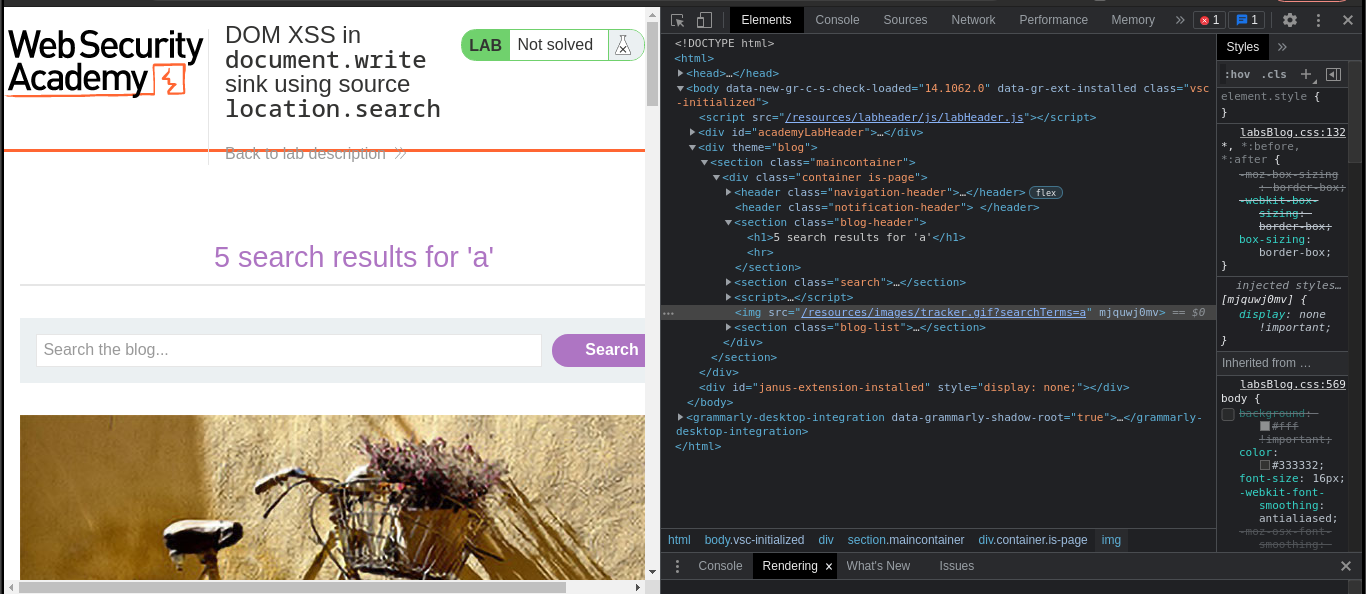 Web Security
Academy
DOM XSS in
document.write
sink using source
location.search
LAB Not solved
Back to lab description
5 search results for 'a'
Search the blog...
Search
Elements Console Sources Network Performance Memory » 1 1
<!DOCTYPE html>
<html>
<head>…</head>
<body data-new-gr-c-s-check-loaded="14.1062.0" data-gr-ext-installed class="vsc
-initialized">
<script src="/resources/labheader/js/labHeader.js"></script>
<div id="academyLabHeader">…</div>
<div theme="blog">
<section class="maincontainer">
<div class="container is-page">
<header class="navigation-header">…</header> flex
<header class="notification-header"> </header>
<section class="blog-header">
<h1>5 search results for 'a'</h1>
<hr>
</section>
<section class="search">…</section>
<script>…</script>
<img src="/resources/images/tracker.gif?searchTerms=a" mjquwj0mv> == $0
<section class="blog-list">…</section>
</div>
</section>
</div>
<div id="janus-extension-installed" style="display: none;"></div>
</body>
<grammarly-desktop-integration data-grammarly-shadow-root="true">…</grammarly-
desktop-integration>
</html>
html body.vsc-initialized div section.maincontainer div.container.is-page img
Styles »
:hov .cls +
element.style {
}
labsBlog.css:132
*, *:before,
*:after {
-moz-box-sizing
: border-box;
-webkit-box-
sizing:
border-box;
box-sizing:
border-box;
}
injected styles…
[mjquwj0mv] {
display: none
!important;
}
Inherited from …
labsBlog.css:569
body {
background:
#fff
!important;
color:
#333332;
font-size: 16px;
-webkit-font-
smoothing:
antialiased;
-moz-osx-font-
smoothing:
Console Rendering × What's New Issues